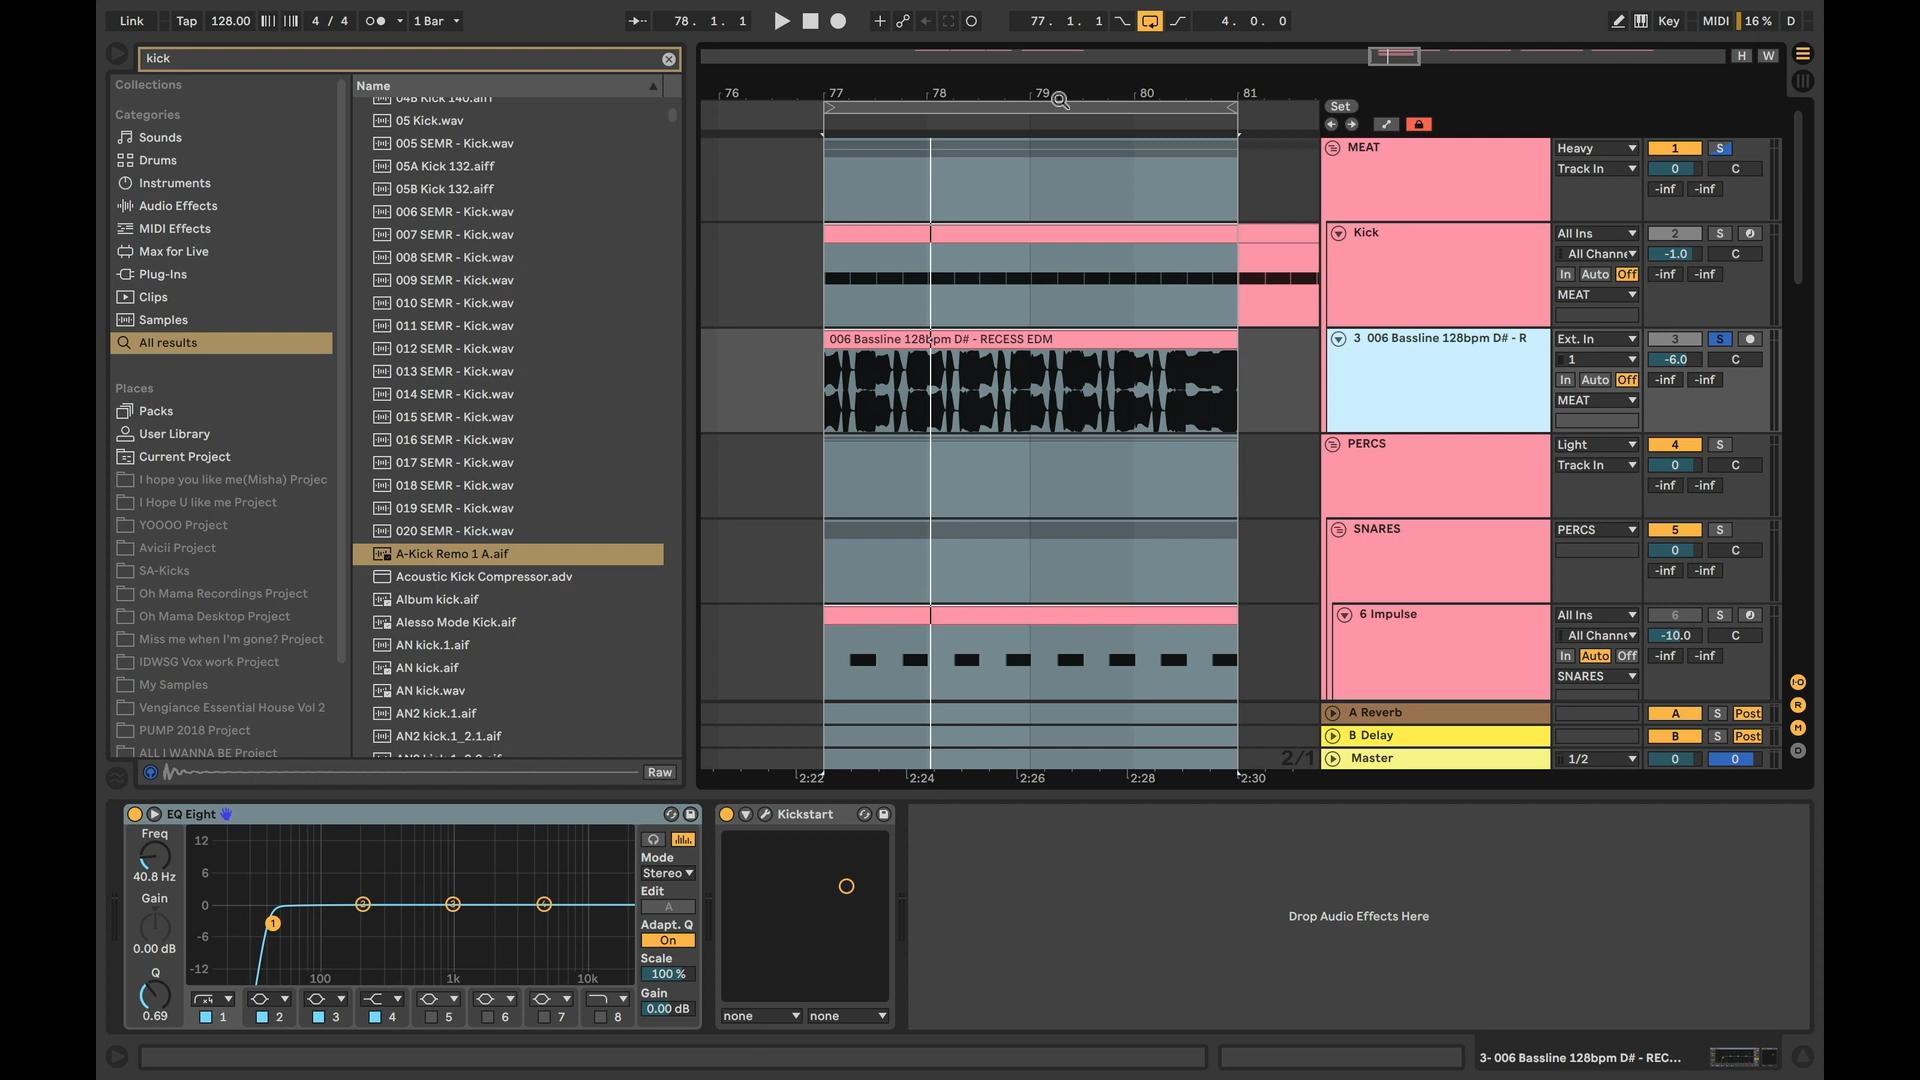 Link Tap 128.00 4 / 4 1 Bar 78. 1. 1 77. 1. 1 4. 0. 0 Key MIDI 16 % D
kick
H W
Collections
Categories
Sounds
Drums
Instruments
Audio Effects
MIDI Effects
Max for Live
Plug-Ins
Clips
Samples
All results
Places
Packs
User Library
Current Project
I hope you like me(Misha) Projec
I Hope U like me Project
YOOOO Project
Avicii Project
SA-Kicks
Oh Mama Recordings Project
Oh Mama Desktop Project
Miss me when I'm gone? Project
IDWSG Vox work Project
My Samples
Vengiance Essential House Vol 2
PUMP 2018 Project
ALL I WANNA BE Project
Name
04B Kick 140.aiff
05 Kick.wav
005 SEMR - Kick.wav
05A Kick 132.aiff
05B Kick 132.aiff
006 SEMR - Kick.wav
007 SEMR - Kick.wav
008 SEMR - Kick.wav
009 SEMR - Kick.wav
010 SEMR - Kick.wav
011 SEMR - Kick.wav
012 SEMR - Kick.wav
013 SEMR - Kick.wav
014 SEMR - Kick.wav
015 SEMR - Kick.wav
016 SEMR - Kick.wav
017 SEMR - Kick.wav
018 SEMR - Kick.wav
019 SEMR - Kick.wav
020 SEMR - Kick.wav
A-Kick Remo 1 A.aif
Acoustic Kick Compressor.adv
Album kick.aif
Alesso Mode Kick.aif
AN kick.1.aif
AN kick.aif
AN kick.wav
AN2 kick.1.aif
AN2 kick.1_2.1.aif
Raw
76 77 78 79 80 81
Set
MEAT Heavy 1 S
Track In 0 C
-inf -inf
Kick All Ins 2 S
All Channe -1.0 C
In Auto Off -inf -inf
MEAT
006 Bassline 128bpm D# - RECESS EDM
3 006 Bassline 128bpm D# - R Ext. In 3 S
1 -6.0 C
In Auto Off -inf -inf
MEAT
PERCS Light 4 S
Track In 0 C
-inf -inf
SNARES PERCS 5 S
0 C
-inf -inf
6 Impulse All Ins 6 S
All Channe -10.0 C
In Auto Off -inf -inf
SNARES
A Reverb A S Post
B Delay B S Post
2/1 Master 1/2 0 0
2:22 2:24 2:26 2:28 2:30
I·O
R
M
D
EQ Eight
Freq
40.8 Hz
Gain
0.00 dB
Q
0.69
12
6
0
-6
-12
100 1k 10k
1 2 3 4
1 2 3 4 5 6 7 8
Mode
Stereo
Edit
A
Adapt. Q
On
Scale
100 %
Gain
0.00 dB
Kickstart
none none
Drop Audio Effects Here
3- 006 Bassline 128bpm D# - REC...